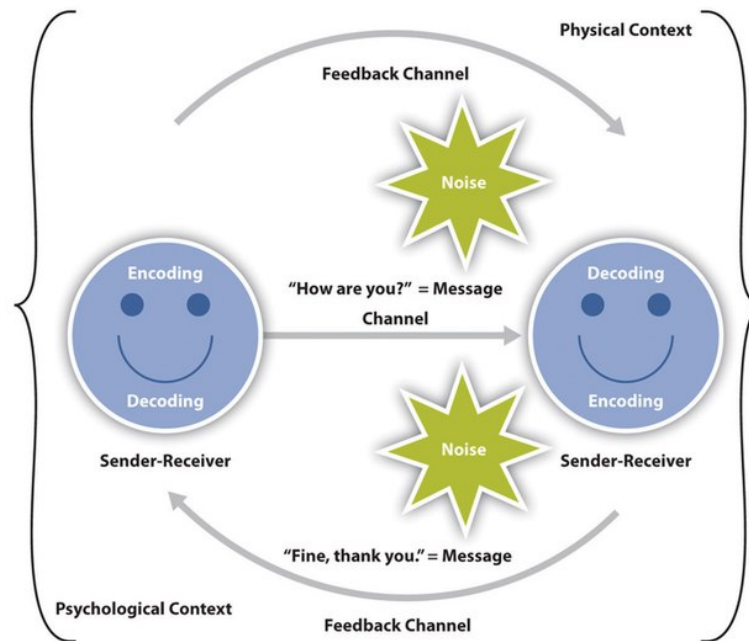 Physical Context
Feedback Channel
Noise
Encoding
Decoding
“How are you?” = Message
Channel
Decoding
Encoding
Noise
Sender-Receiver
Sender-Receiver
“Fine, thank you.” = Message
Psychological Context
Feedback Channel